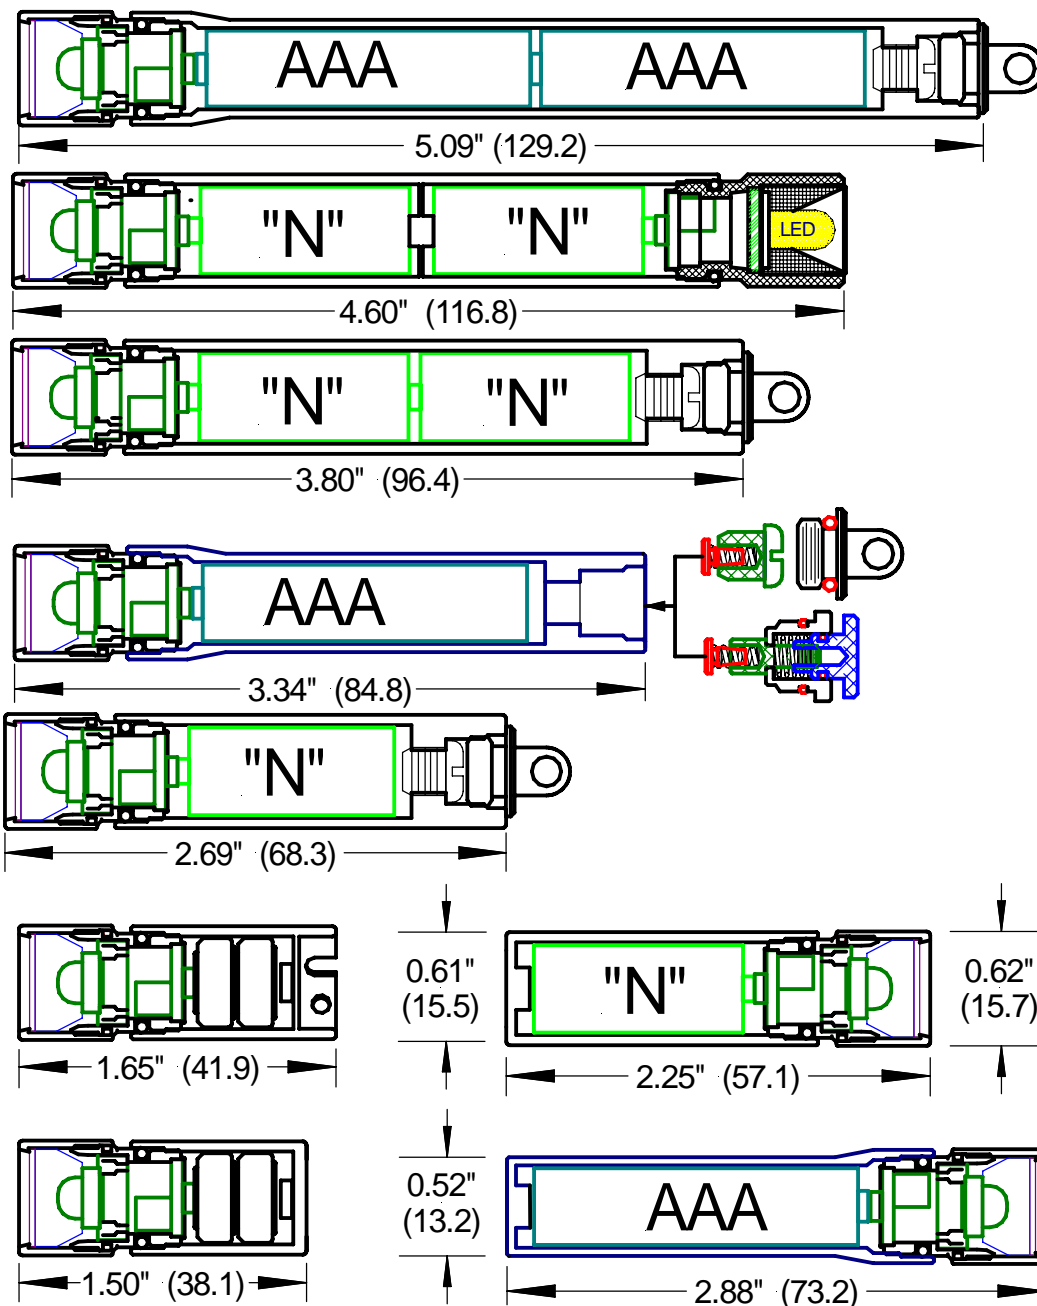 AAA AAA
5.09" (129.2)
"N" "N" LED
4.60" (116.8)
"N" "N"
3.80" (96.4)
AAA
3.34" (84.8)
"N"
2.69" (68.3)
0.61"
(15.5)
"N"
0.62"
(15.7)
1.65" (41.9)
2.25" (57.1)
0.52"
(13.2)
AAA
1.50" (38.1)
2.88" (73.2)